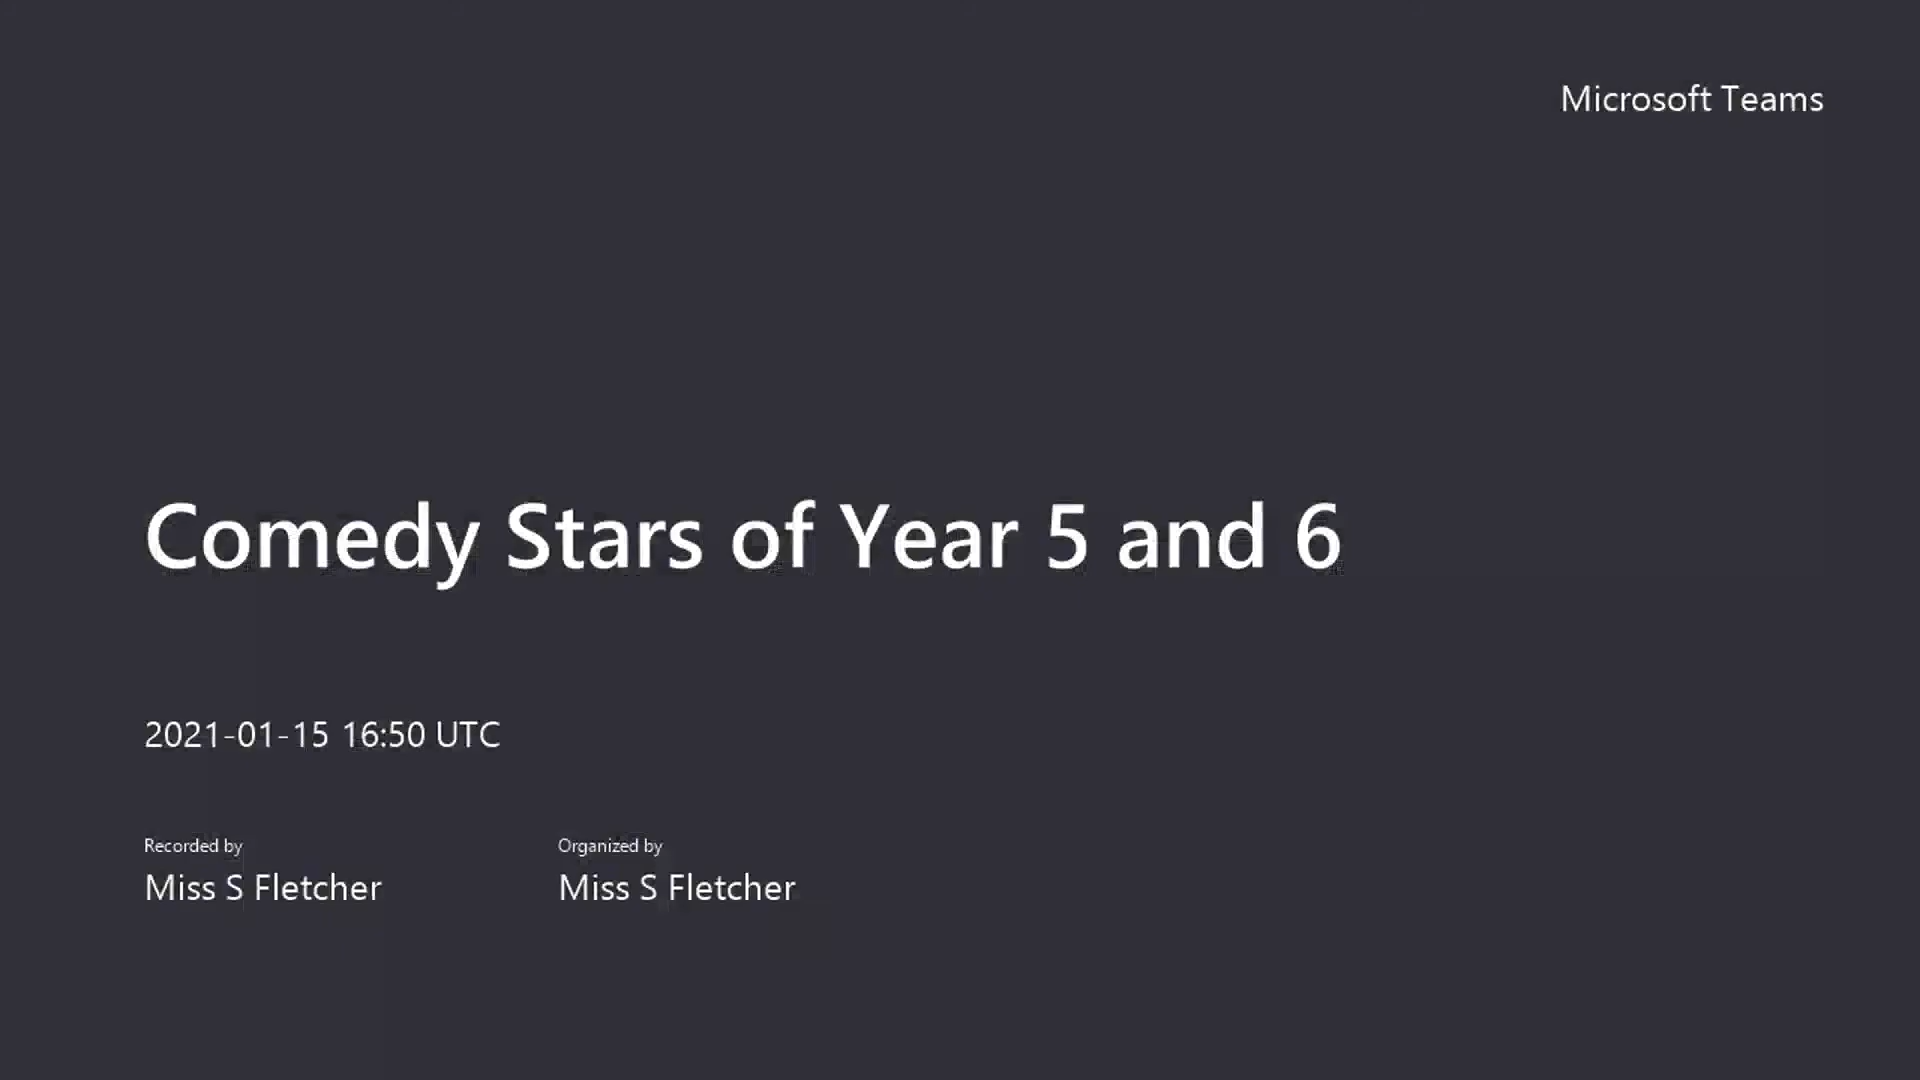 Microsoft Teams
Comedy Stars of Year 5 and 6
2021-01-15 16:50 UTC
Recorded by
Miss S Fletcher
Organized by
Miss S Fletcher